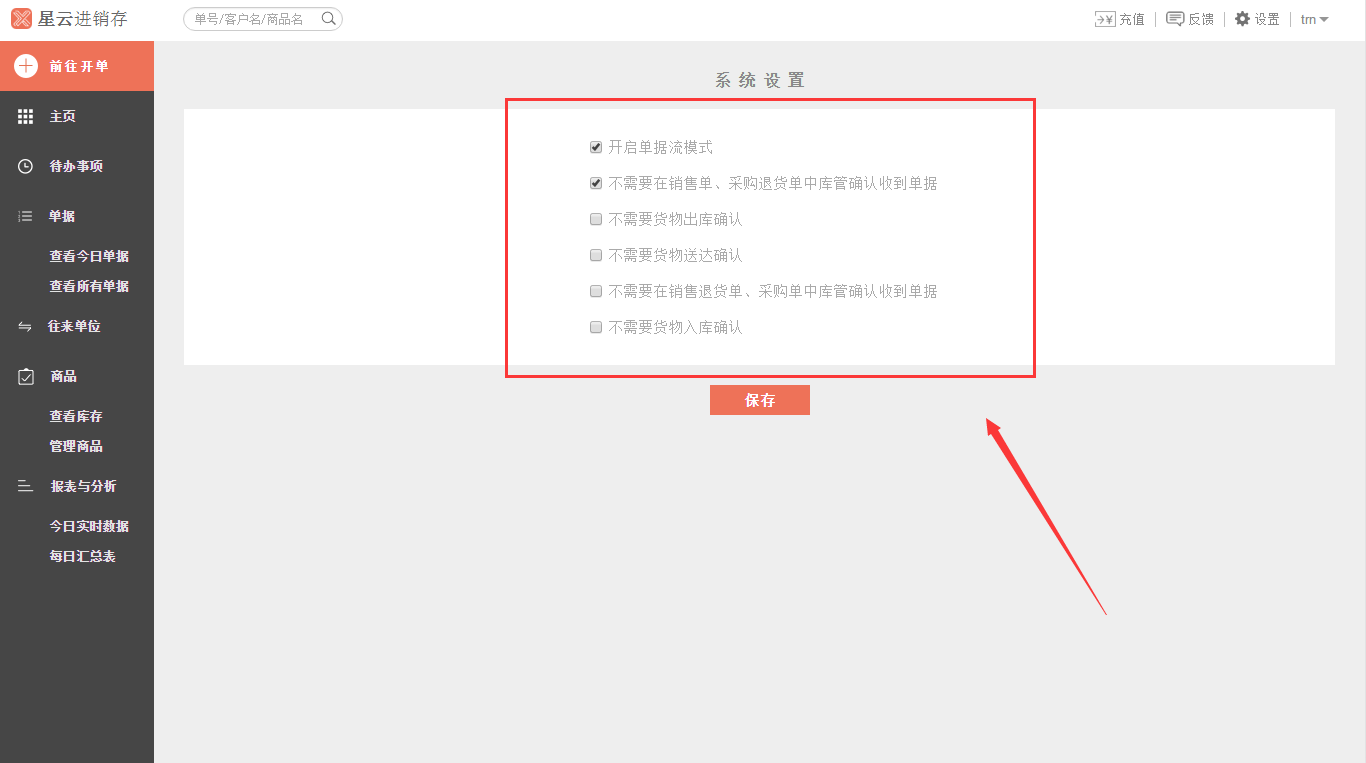 星云进销存
单号/客户名/商品名
充值
反馈
设置
trn
前往开单
主页
待办事项
单据
查看今日单据
查看所有单据
往来单位
商品
查看库存
管理商品
报表与分析
今日实时数据
每日汇总表
系统设置
开启单据流模式
不需要在销售单、采购退货单中库管确认收到单据
不需要货物出库确认
不需要货物送达确认
不需要在销售退货单、采购单中库管确认收到单据
不需要货物入库确认
保存